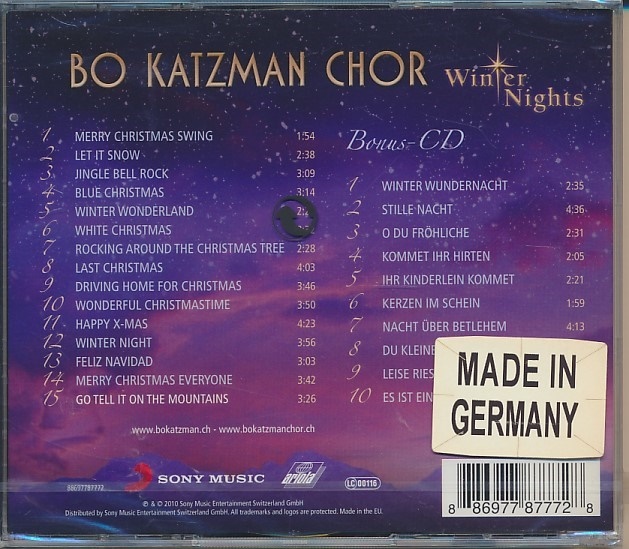 BO KATZMAN CHOR
Winter Nights
1 MERRY CHRISTMAS SWING 1:54
2 LET IT SNOW 2:38
3 JINGLE BELL ROCK 3:09
4 BLUE CHRISTMAS 3:14
5 WINTER WONDERLAND
6 WHITE CHRISTMAS
7 ROCKING AROUND THE CHRISTMAS TREE 2:28
8 LAST CHRISTMAS 4:03
9 DRIVING HOME FOR CHRISTMAS 3:46
10 WONDERFUL CHRISTMASTIME 3:50
11 HAPPY X-MAS 4:23
12 WINTER NIGHT 3:56
13 FELIZ NAVIDAD 3:03
14 MERRY CHRISTMAS EVERYONE 3:42
15 GO TELL IT ON THE MOUNTAINS 3:26
Bonus-CD
1 WINTER WUNDERNACHT 2:35
2 STILLE NACHT 4:36
3 O DU FRÖHLICHE 2:31
4 KOMMET IHR HIRTEN 2:05
5 IHR KINDERLEIN KOMMET 2:21
6 KERZEN IM SCHEIN 1:59
7 NACHT ÜBER BETLEHEM 4:13
8 DU KLEINE
9 LEISE RIES
10 ES IST EIN
MADE IN
GERMANY
www.bokatzman.ch - www.bokatzmanchor.ch
88697787772
SONY MUSIC
ariola
LC 00116
8 86977 87772 8
℗ & © 2010 Sony Music Entertainment Switzerland GmbH
Distributed by Sony Music Entertainment Switzerland GmbH. All trademarks and logos are protected. Made in the EU.